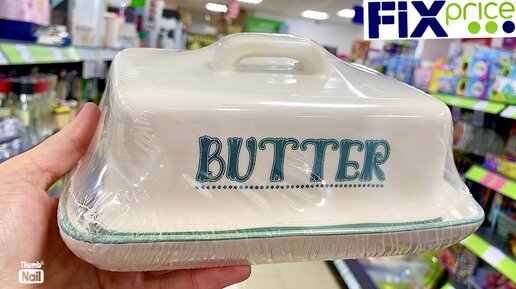 FiX price
BUTTER
Thumb
Nail